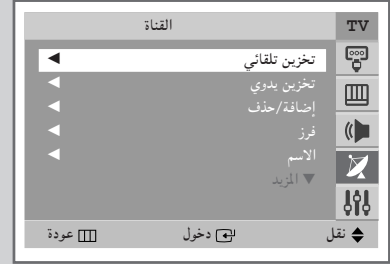 TV القناة
تخزين تلقائي
تخزين يدوي
إضافة/حذف
فرز
الاسم
المزيد
نقل دخول عودة